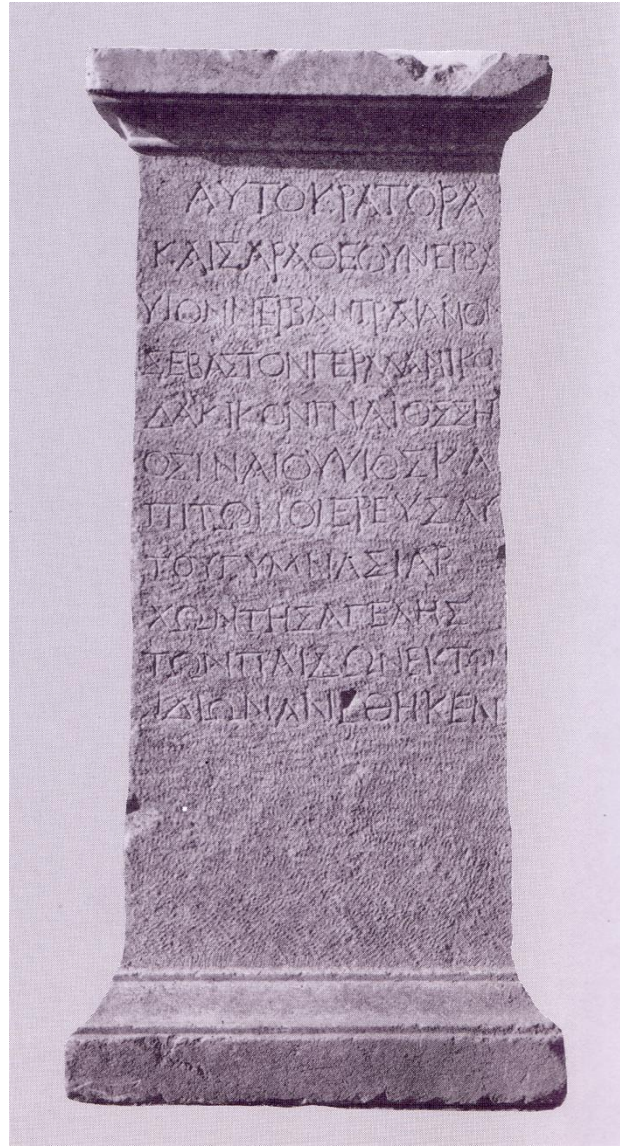 ΑΥΤΟΚΡΑΤΟΡΑ
ΚΑΙΣΑΡΑΘΕΟΥΝΕΡΒΑ
ΥΙΟΝΝΕΡΒΑΝΤΡΑΙΑΝΟΝ
ΣΕΒΑΣΤΟΝΓΕΡΜΑΝΙΚΟ
ΔΑΚΙΚΟΝΓΝΑΙΟΣΣΗ
ΟΣΓΝΑΙΟΥΥΙΟΣΚΑ
ΠΙΤΩΝΟΙΕΡΕΥΣΑΥ
ΤΟΥΓΥΜΝΑΣΙΑΡ
ΧΩΝΤΗΣΑΓΕΛΗΣ
ΤΩΝΠΑΙΔΩΝΕΚΤΩΝ
ΙΔΙΩΝΑΝΕΘΗΚΕΝ